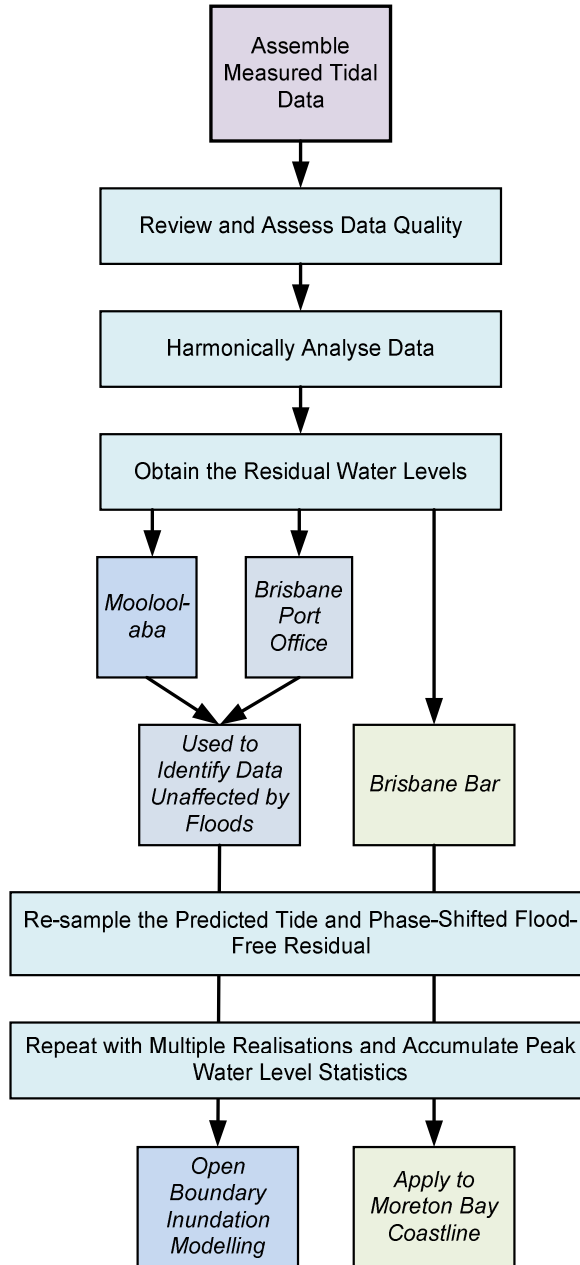 Assemble
Measured Tidal
Data
Review and Assess Data Quality
Harmonically Analyse Data
Obtain the Residual Water Levels
Moolool-
aba
Brisbane
Port
Office
Used to
Identify Data
Unaffected by
Floods
Brisbane Bar
Re-sample the Predicted Tide and Phase-Shifted Flood-
Free Residual
Repeat with Multiple Realisations and Accumulate Peak
Water Level Statistics
Open
Boundary
Inundation
Modelling
Apply to
Moreton Bay
Coastline